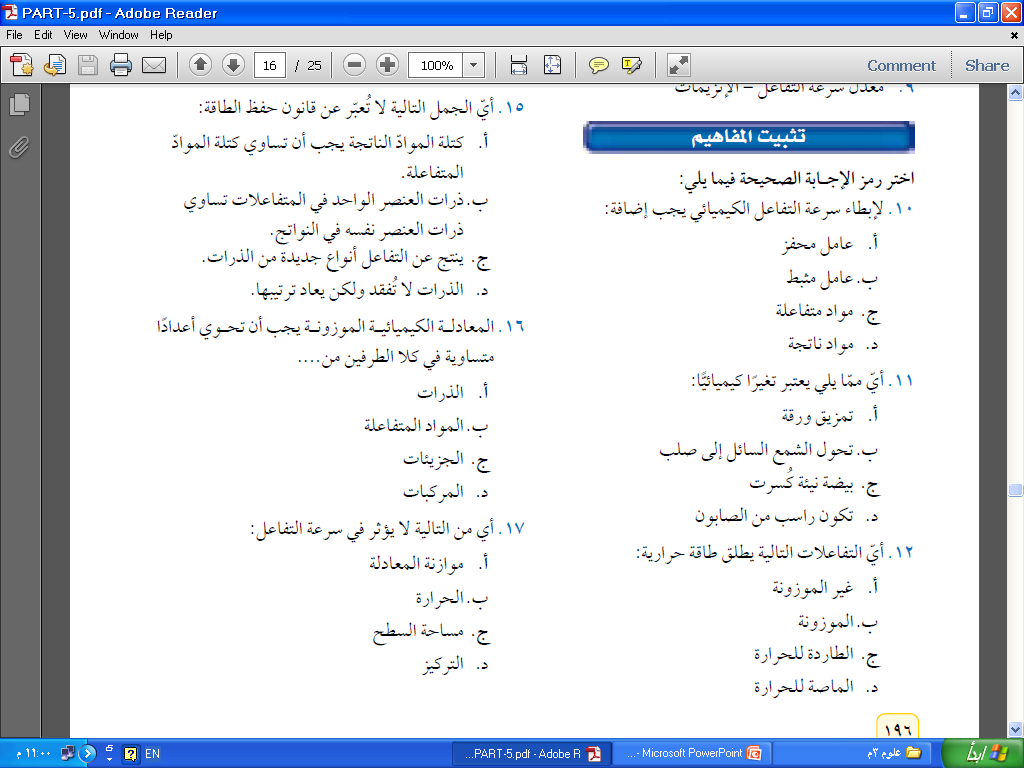 PART-5.pdf - Adobe Reader
File Edit View Window Help
16 / 25
100%
Comment
Share
٩. معدل سرعة التفاعل – الإنزيمات
تثبيت المفاهيم
اختر رمز الإجـابة الصحيحة فيما يلي:
١٠. لإبطاء سرعة التفاعل الكيميائي يجب إضافة:
أ. عامل محفز
ب. عامل مثبط
ج. مواد متفاعلة
د. مواد ناتجة
١١. أيّ ممّا يلي يعتبر تغيرًا كيميائيًّا:
أ. تمزيق ورقة
ب. تحول الشمع السائل إلى صلب
ج. بيضة نيئة كُسرت
د. تكون راسب من الصابون
١٢. أيّ التفاعلات التالية يطلق طاقة حرارية:
أ. غير الموزونة
ب. الموزونة
ج. الطاردة للحرارة
د. الماصة للحرارة
١٩٦
١٥. أيّ الجمل التالية لا تُعبّر عن قانون حفظ الطاقة:
أ. كتلة الموادّ الناتجة يجب أن تساوي كتلة الموادّ
المتفاعلة.
ب. ذرات العنصر الواحد في المتفاعلات تساوي
ذرات العنصر نفسه في النواتج.
ج. ينتج عن التفاعل أنواع جديدة من الذرات.
د. الذرات لا تُفقد ولكن يعاد ترتيبها.
١٦. المعادلـة الكيميائيـة الموزونـة يجب أن تحـوي أعدادًا
متساوية في كلا الطرفين من....
أ. الذرات
ب. المواد المتفاعلة
ج. الجزيئات
د. المركبات
١٧. أي من التالية لا يؤثر في سرعة التفاعل:
أ. موازنة المعادلة
ب. الحرارة
ج. مساحة السطح
د. التركيز
ابدأ
علوم ٣م
Microsoft PowerPoint - ...
PART-5.pdf - Adobe R...
EN
١١:٠٠ م